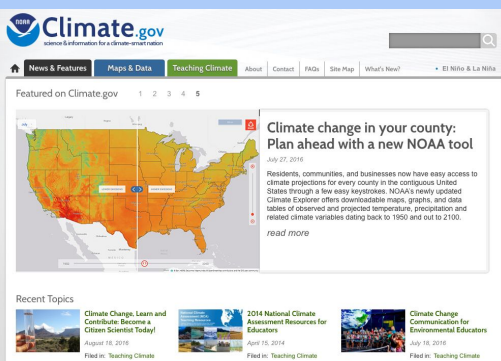 NOAA
Climate.gov
science & information for a climate-smart nation
News & Features
Maps & Data
Teaching Climate
About
Contact
FAQs
Site Map
What's New?
• El Niño & La Niña
Featured on Climate.gov
1 2 3 4 5
Climate change in your county:
Plan ahead with a new NOAA tool
July 27, 2016
Residents, communities, and businesses now have easy access to
climate projections for every county in the contiguous United
States through a few easy keystrokes. NOAA's newly updated
Climate Explorer offers downloadable maps, graphs, and data
tables of observed and projected temperature, precipitation and
related climate variables dating back to 1950 and out to 2100.
read more
Recent Topics
Climate Change, Learn and
Contribute: Become a
Citizen Scientist Today!
August 18, 2016
Filed in: Teaching Climate
2014 National Climate
Assessment Resources for
Educators
April 15, 2014
Filed in: Teaching Climate
Climate Change
Communication for
Environmental Educators
July 18, 2016
Filed in: Teaching Climate